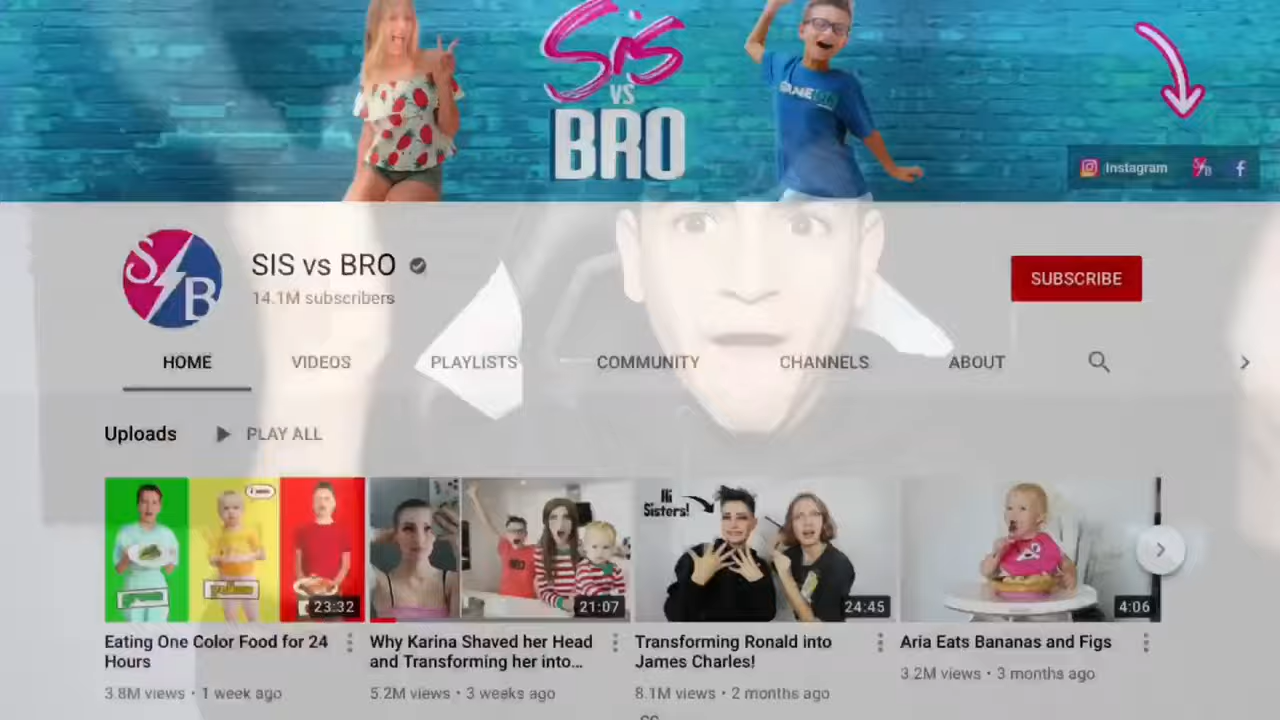 Sis
VS
BRO
GAME
Instagram
S
B
SIS vs BRO
14.1M subscribers
SUBSCRIBE
HOME VIDEOS PLAYLISTS COMMUNITY CHANNELS ABOUT
Uploads PLAY ALL
Hi
Sisters!
BRO
23:32 21:07 24:45 4:06
Eating One Color Food for 24
Hours
3.8M views • 1 week ago
Why Karina Shaved her Head
and Transforming her into...
5.2M views • 3 weeks ago
Transforming Ronald into
James Charles!
8.1M views • 2 months ago
Aria Eats Bananas and Figs
3.2M views • 3 months ago